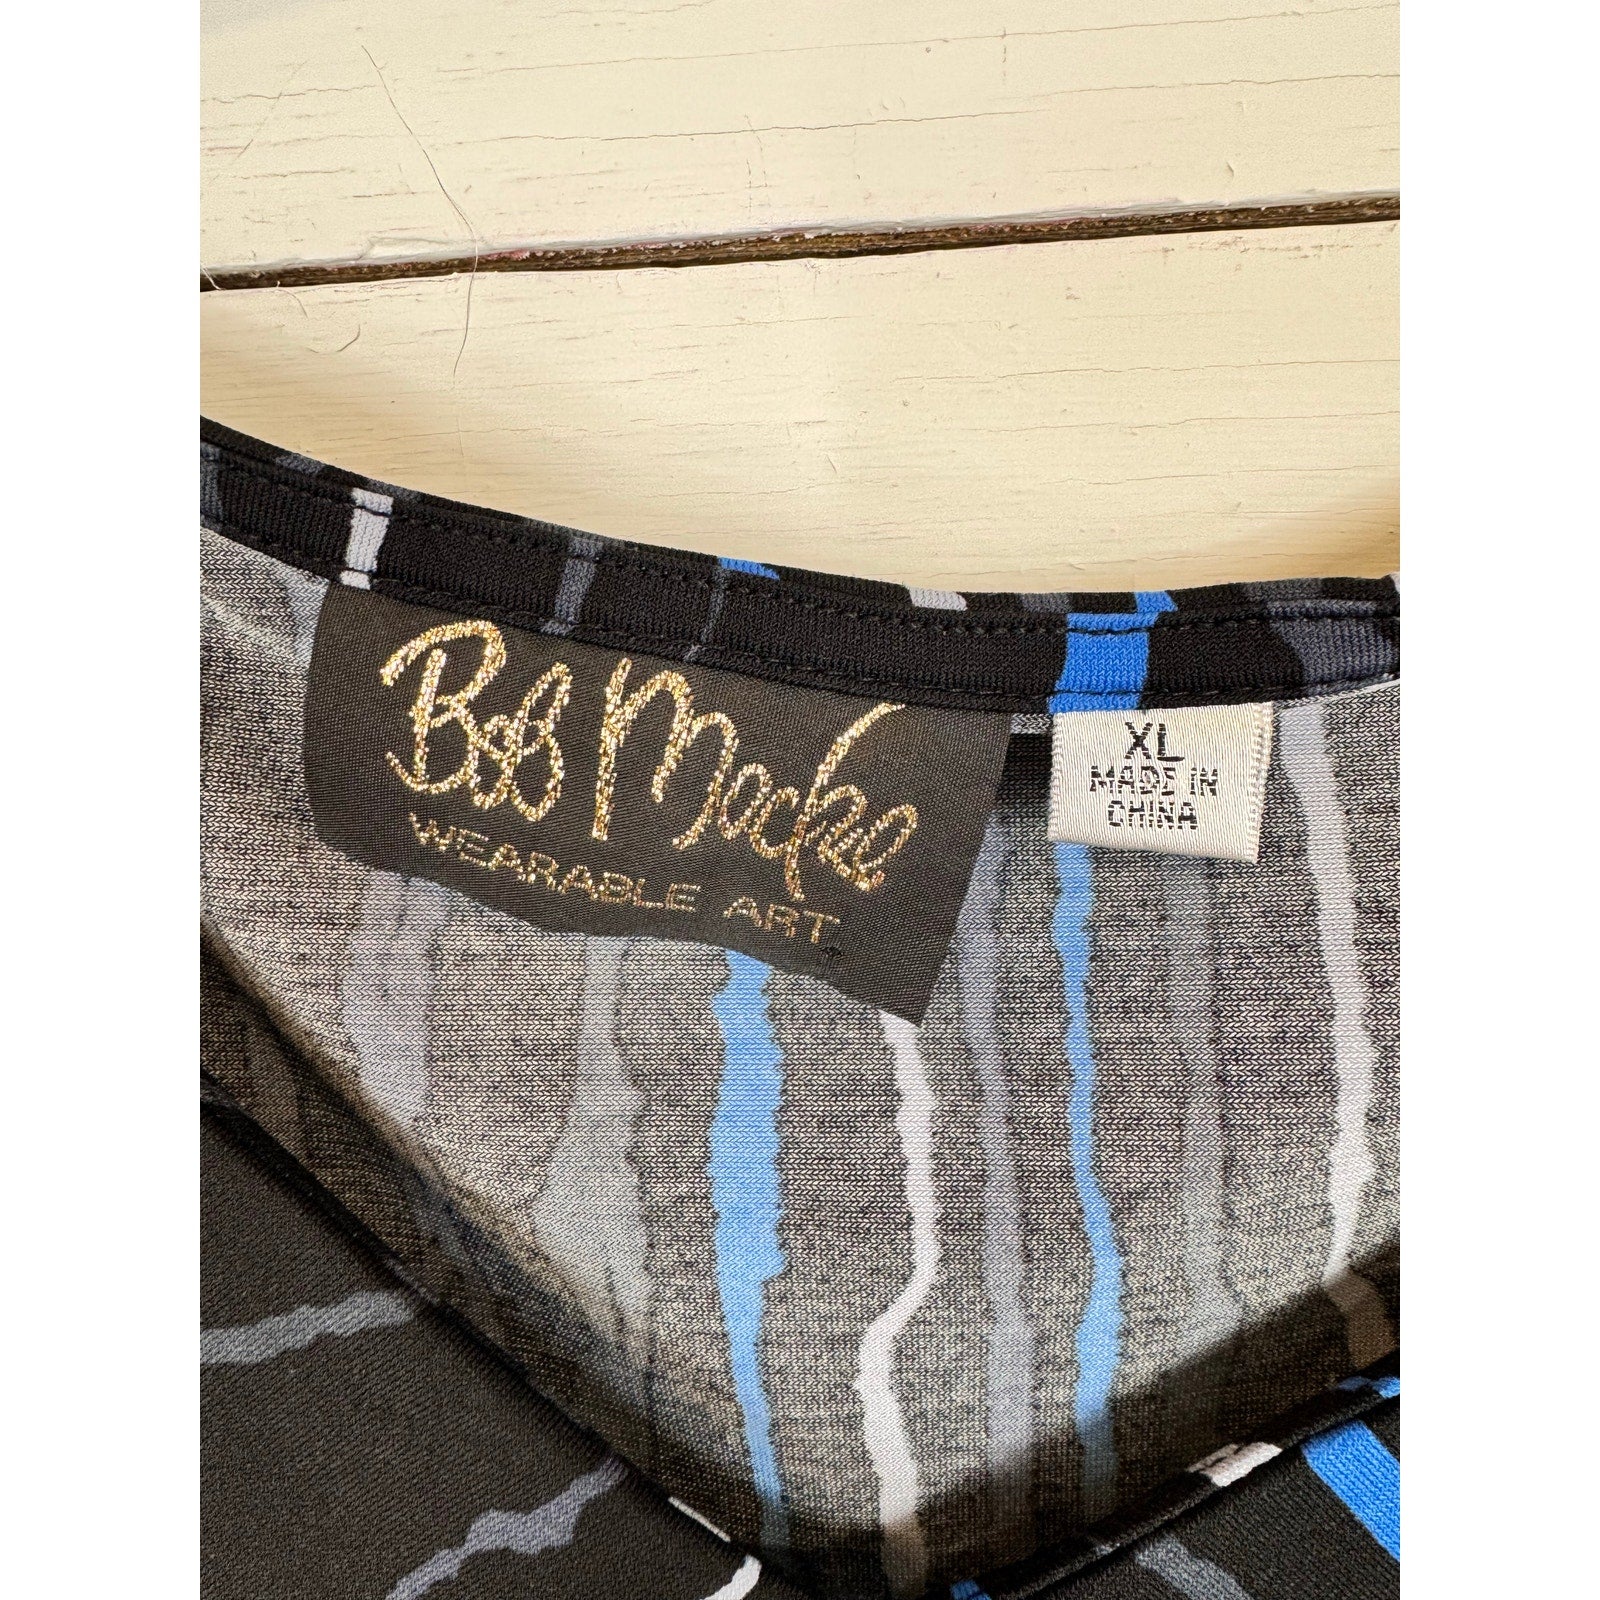 Bob Mackie
WEARABLE ART
XL
MADE IN
CHINA